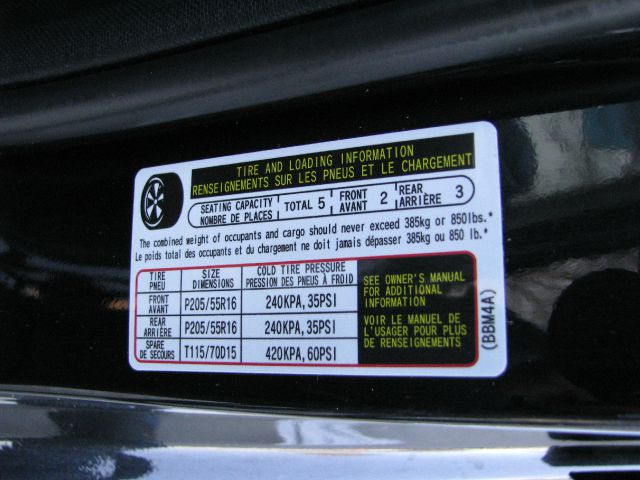 TIRE AND LOADING INFORMATION
RENSEIGNEMENTS SUR LES PNEUS ET LE CHARGEMENT
SEATING CAPACITY TOTAL 5 FRONT 2 REAR 3
NOMBRE DE PLACES AVANT ARRIÈRE
The combined weight of occupants and cargo should never exceed 385kg or 850lbs.*
Le poids total des occupants et du chargement ne doit jamais dépasser 385kg ou 850 lb.*
TIRE SIZE COLD TIRE PRESSURE
PNEU DIMENSIONS PRESSION DES PNEUS À FROID
FRONT
AVANT P205/55R16 240KPA, 35PSI
REAR
ARRIÈRE P205/55R16 240KPA, 35PSI
SPARE
DE SECOURS T115/70D15 420KPA, 60PSI
SEE OWNER'S MANUAL
FOR ADDITIONAL
INFORMATION
VOIR LE MANUEL DE
L'USAGER POUR PLUS
DE RENSEIGNEMENTS
(BBM4A)